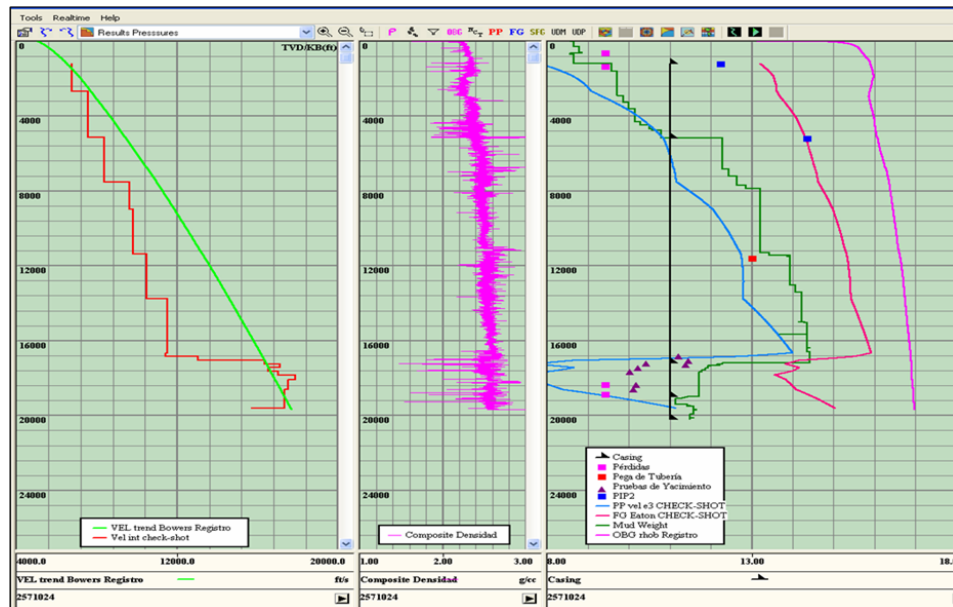 Tools Realtime Help
Results Presssures
OBG NCT PP FG SFG UDM UDP
0 TVD/KB(ft)
4000
8000
12000
16000
20000
24000
VEL trend Bowers Registro
Vel int check-shot
4000.0 12000.0 20000.0
VEL trend Bowers Registro ft/s
2571024
0
4000
8000
12000
16000
20000
24000
Composite Densidad
1.00 2.00 3.00
Composite Densidad g/cc
2571024
0
4000
8000
12000
16000
20000
24000
Casing
Pérdidas
Pega de Tubería
Pruebas de Yacimiento
PIP2
PP vel e3 CHECK-SHOT
FG Eaton CHECK-SHOT
Mud Weight
OBG rhob Registro
8.00 13.00 18.
Casing
2571024